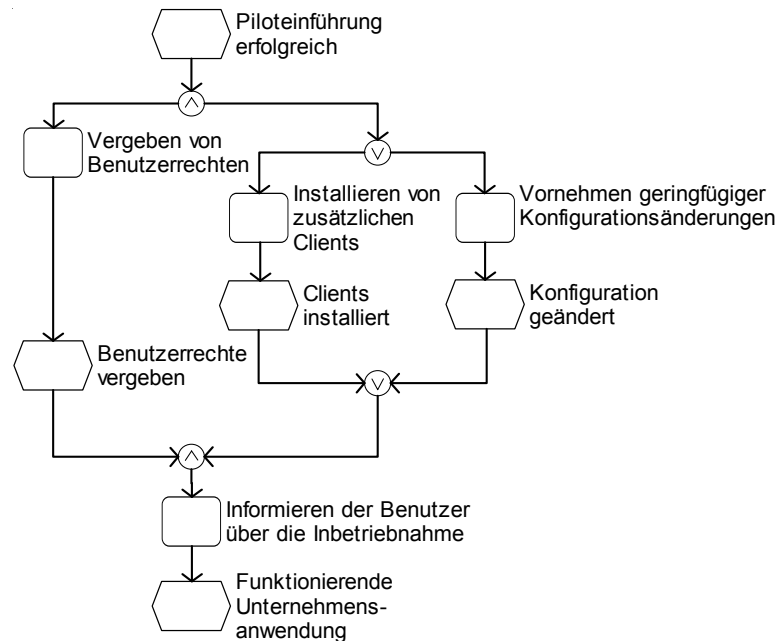 Piloteinführung
erfolgreich
∧
Vergeben von
Benutzerrechten
∨
Installieren von
zusätzlichen
Clients
Vornehmen geringfügiger
Konfigurationsänderungen
Clients
installiert
Konfiguration
geändert
Benutzerrechte
vergeben
∨
∧
Informieren der Benutzer
über die Inbetriebnahme
Funktionierende
Unternehmens-
anwendung